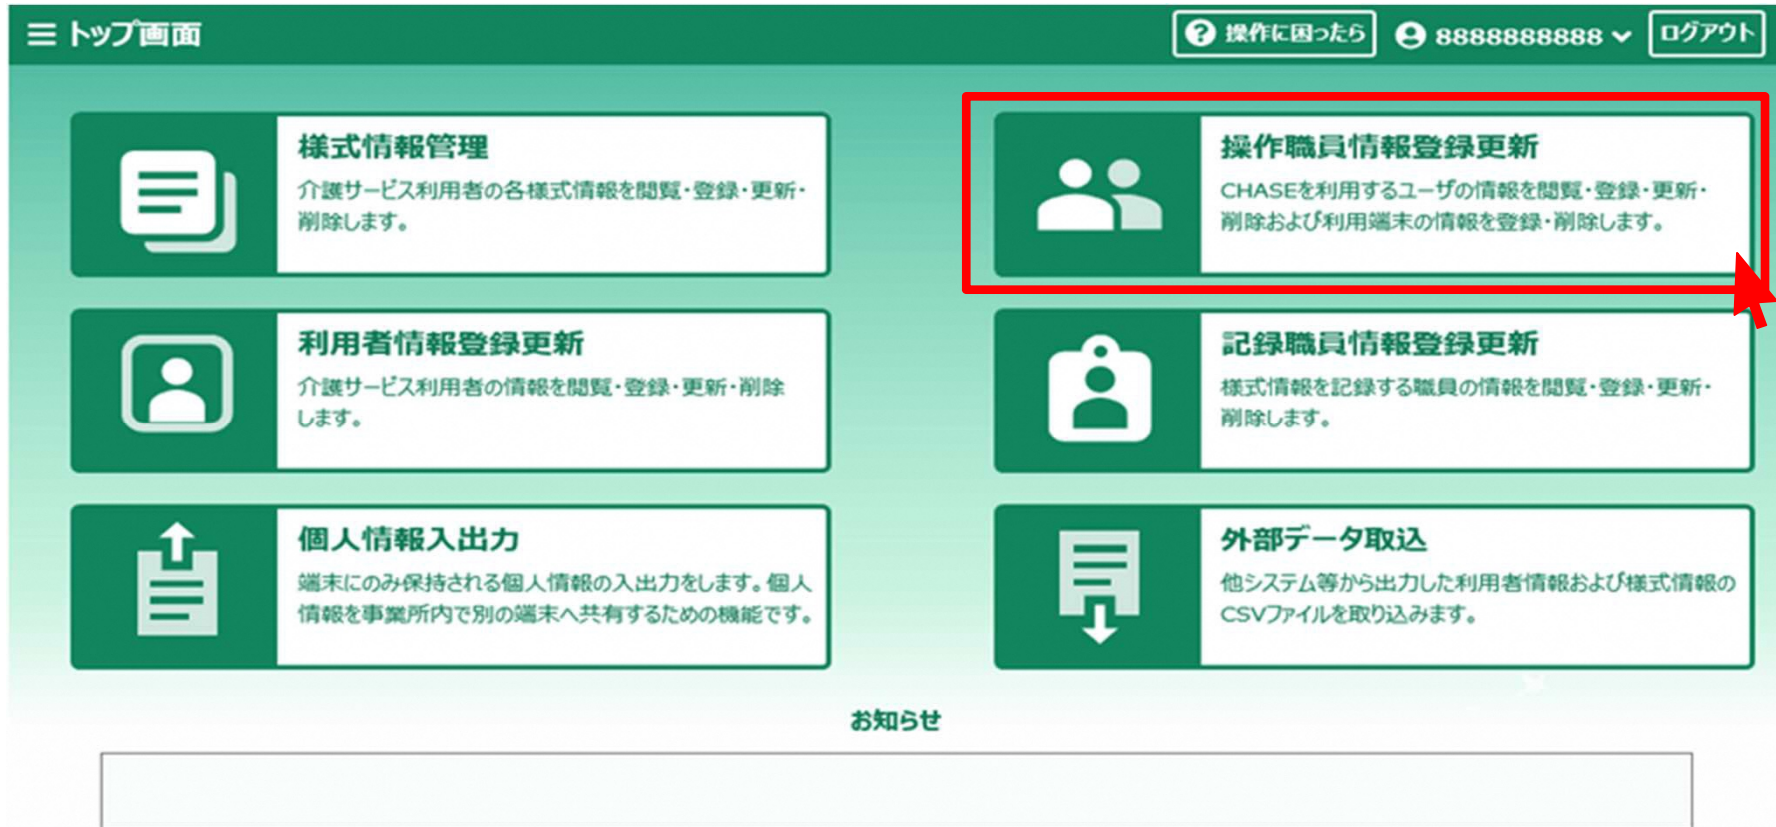 トップ画面
操作に困ったら
8888888888
ログアウト
様式情報管理
介護サービス利用者の各様式情報を閲覧・登録・更新・
削除します。
操作職員情報登録更新
CHASEを利用するユーザの情報を閲覧・登録・更新・
削除および利用端末の情報を登録・削除します。
利用者情報登録更新
介護サービス利用者の情報を閲覧・登録・更新・削除
します。
記録職員情報登録更新
様式情報を記録する職員の情報を閲覧・登録・更新・
削除します。
個人情報入出力
端末にのみ保持される個人情報の入出力をします。個人
情報を事業所内で別の端末へ共有するための機能です。
外部データ取込
他システム等から出力した利用者情報および様式情報の
CSVファイルを取り込みます。
お知らせ